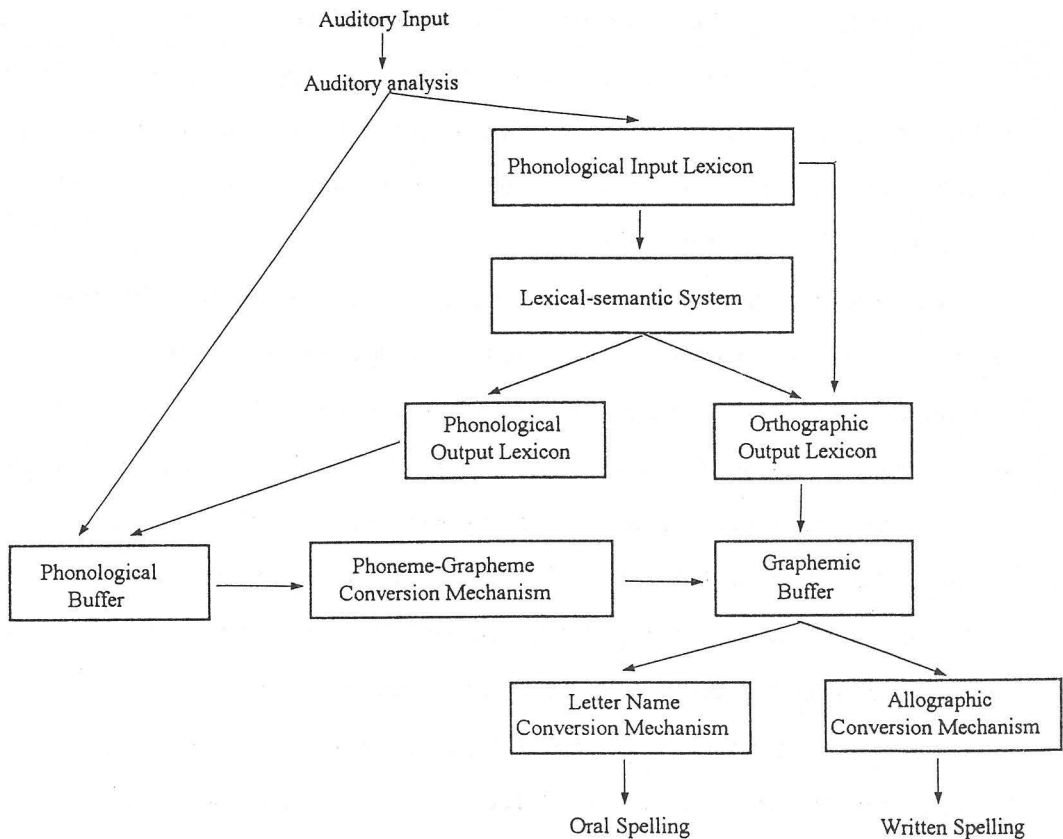 Auditory Input
Auditory analysis
Phonological Input Lexicon
Lexical-semantic System
Phonological
Output Lexicon
Orthographic
Output Lexicon
Phonological
Buffer
Phoneme-Grapheme
Conversion Mechanism
Graphemic
Buffer
Letter Name
Conversion Mechanism
Allographic
Conversion Mechanism
Oral Spelling
Written Spelling